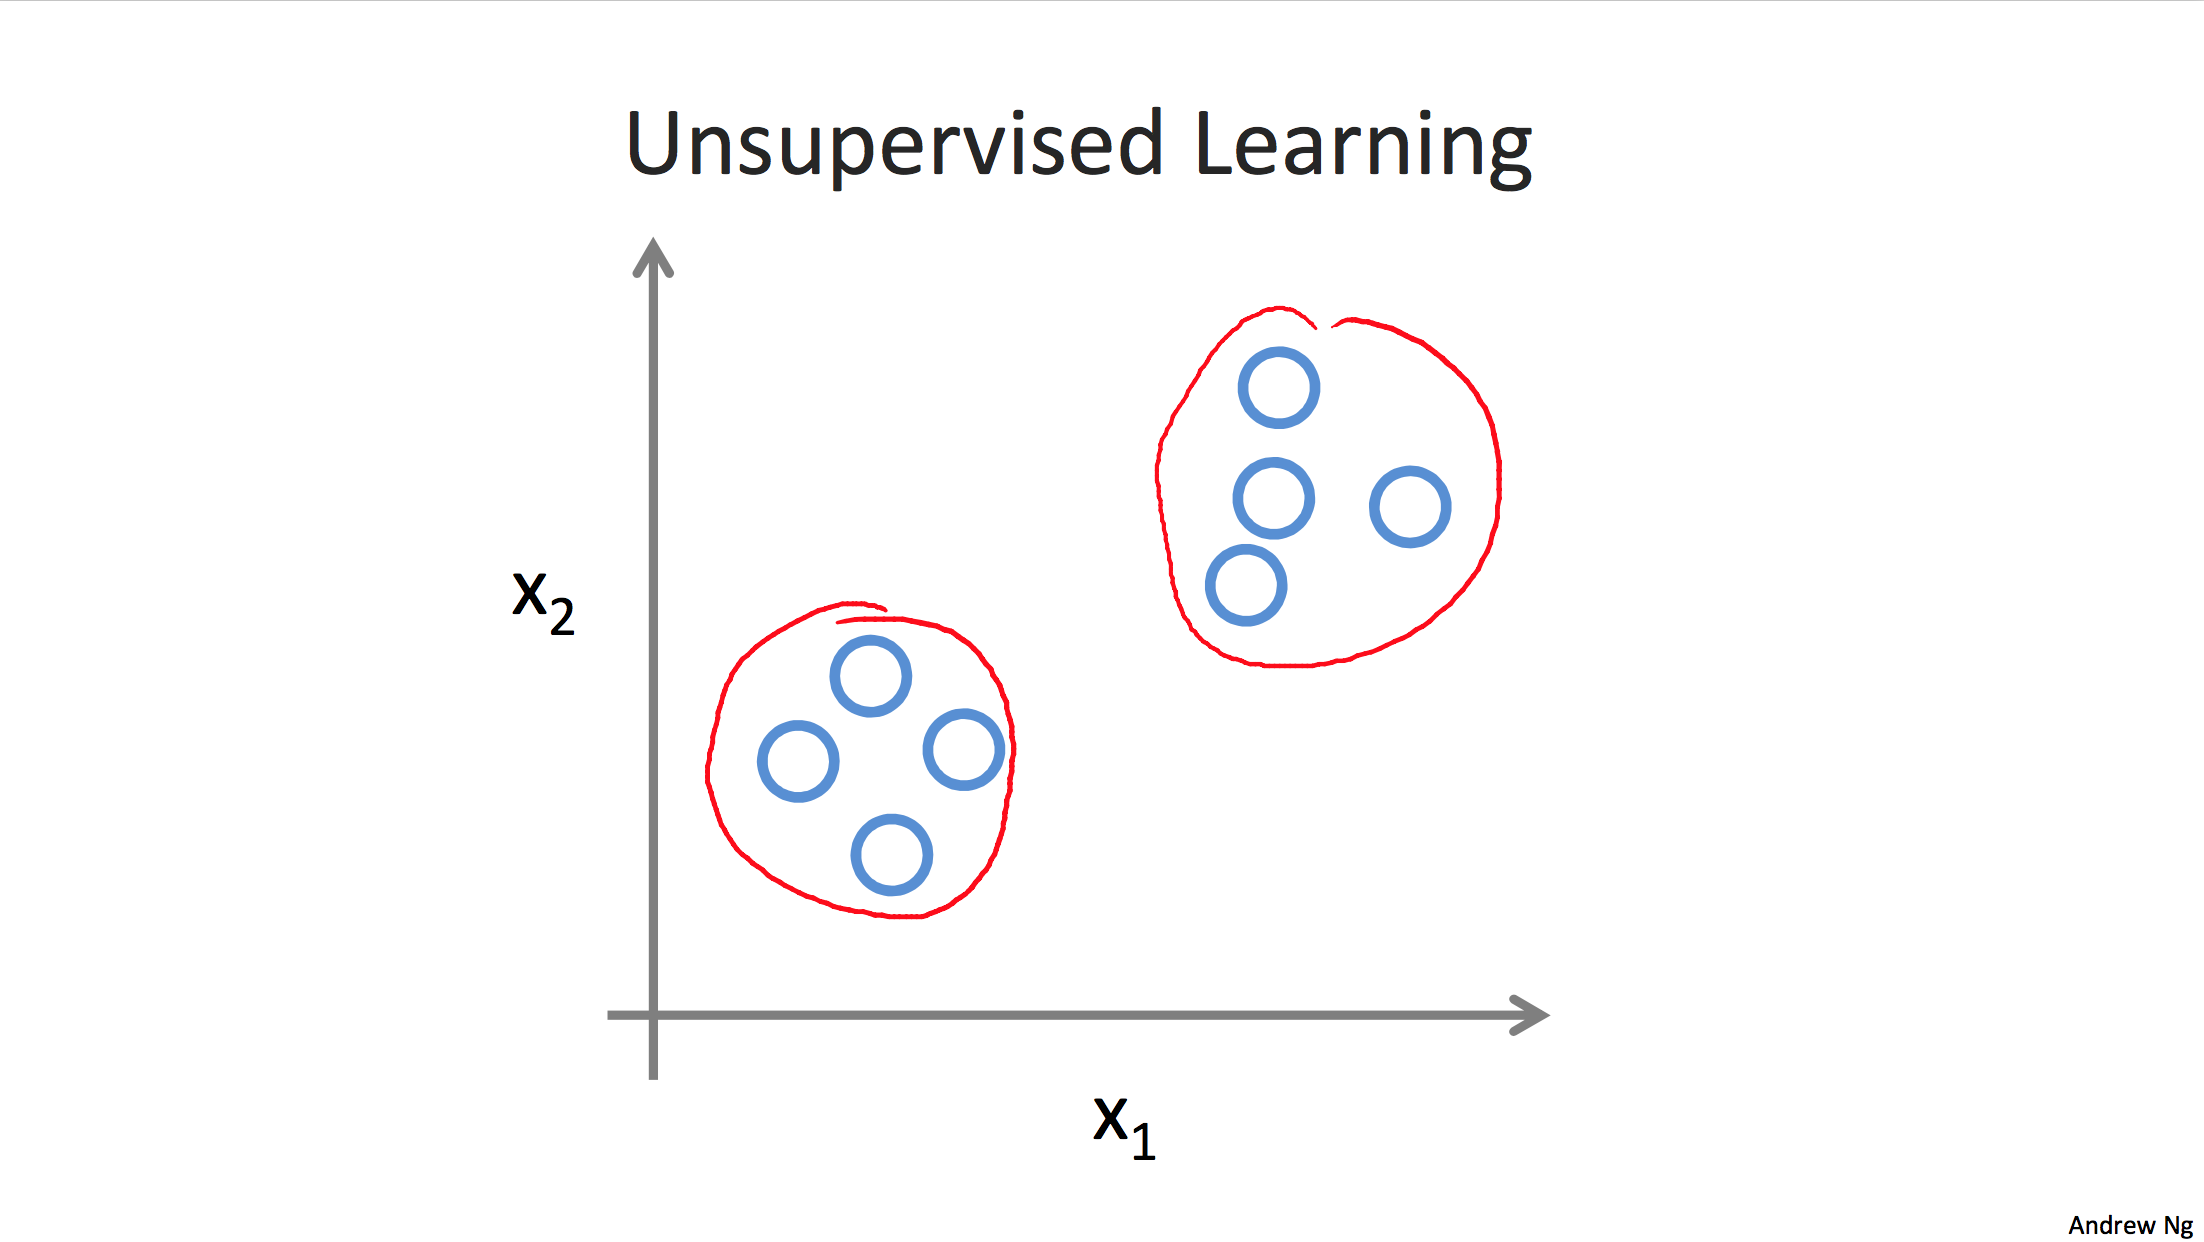 Unsupervised Learning
x₂
x₁
Andrew Ng